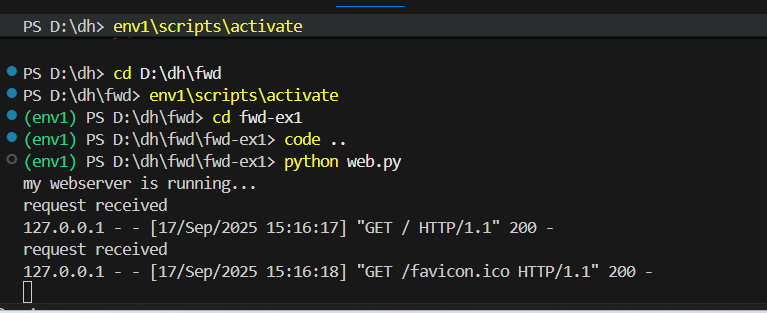 PS D:\dh> env1\scripts\activate
PS D:\dh> cd D:\dh\fwd
PS D:\dh\fwd> env1\scripts\activate
(env1) PS D:\dh\fwd> cd fwd-ex1
(env1) PS D:\dh\fwd\fwd-ex1> code ..
(env1) PS D:\dh\fwd\fwd-ex1> python web.py
my webserver is running...
request received
127.0.0.1 - - [17/Sep/2025 15:16:17] "GET / HTTP/1.1" 200 -
request received
127.0.0.1 - - [17/Sep/2025 15:16:18] "GET /favicon.ico HTTP/1.1" 200 -